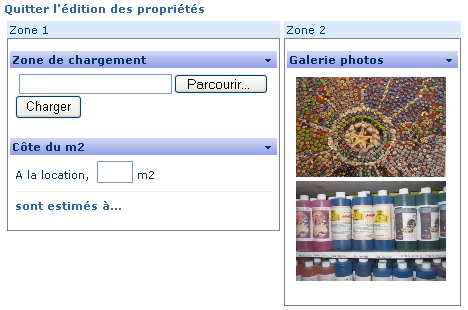 Quitter l'édition des propriétés
Zone 1
Zone de chargement
Parcourir...
Charger
Côte du m2
A la location, m2
sont estimés à...
Zone 2
Galerie photos